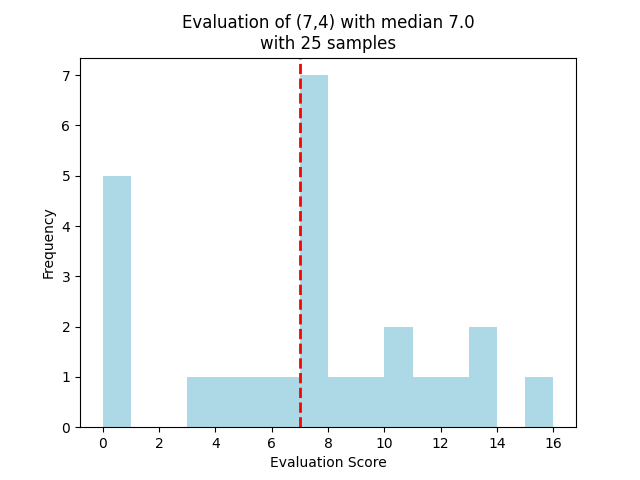 Evaluation of (7,4) with median 7.0
with 25 samples
7
6
5
4
3
2
1
0
Frequency
0 2 4 6 8 10 12 14 16
Evaluation Score